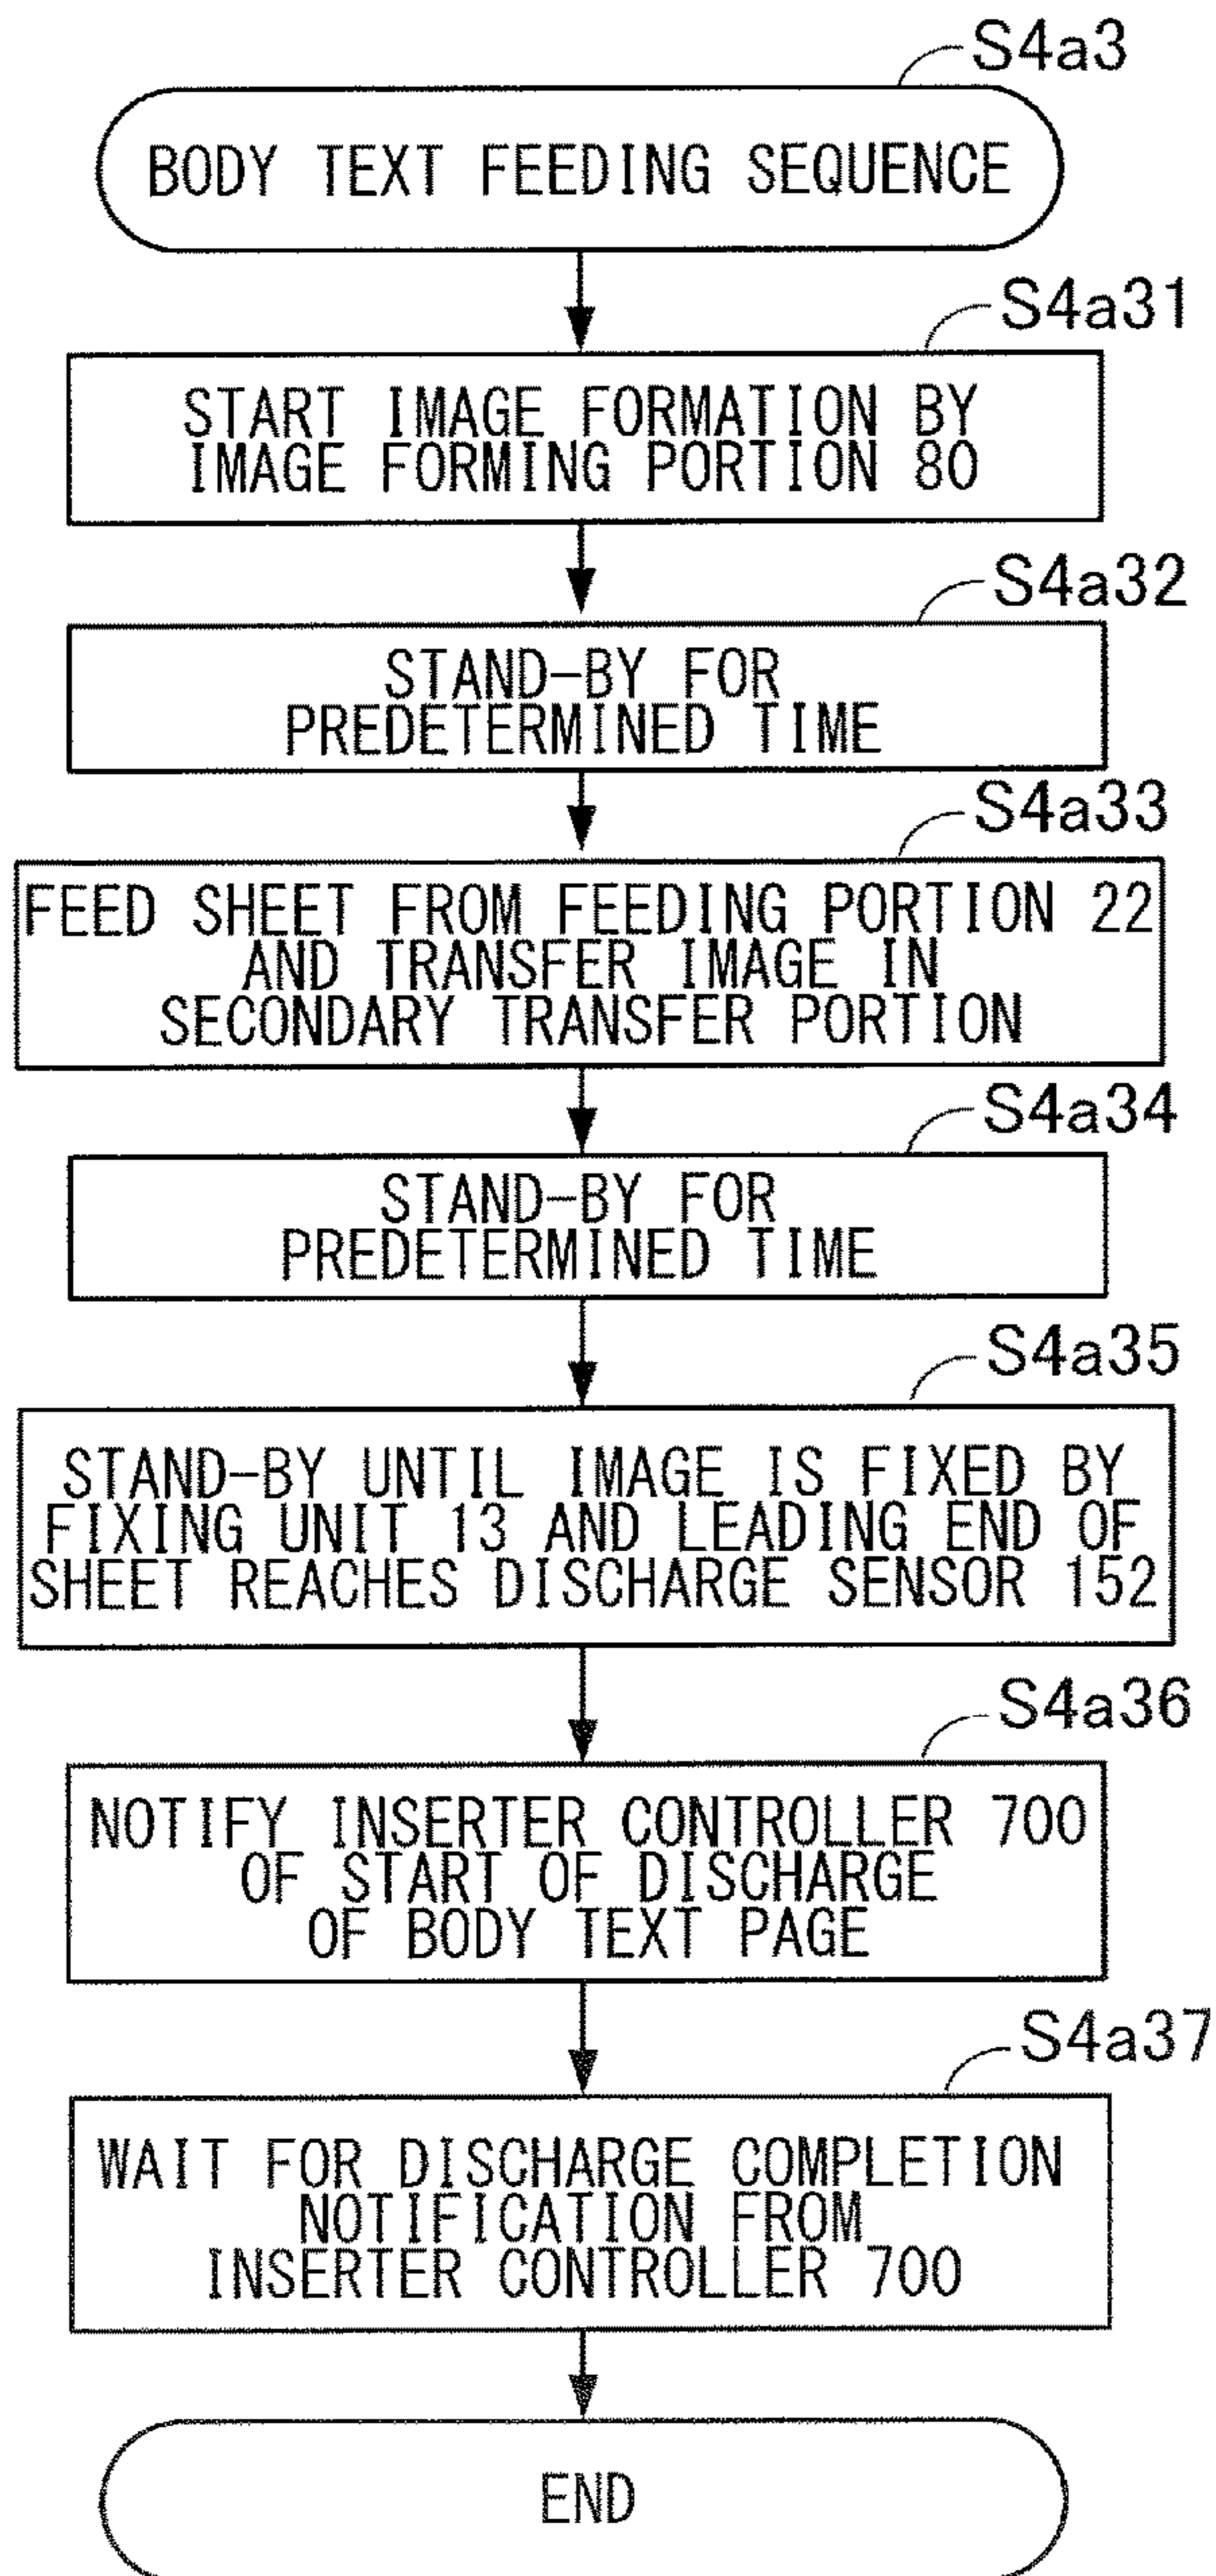 S4a3
BODY TEXT FEEDING SEQUENCE
S4a31
START IMAGE FORMATION BY
IMAGE FORMING PORTION 80
S4a32
STAND-BY FOR
PREDETERMINED TIME
S4a33
FEED SHEET FROM FEEDING PORTION 22
AND TRANSFER IMAGE IN
SECONDARY TRANSFER PORTION
S4a34
STAND-BY FOR
PREDETERMINED TIME
S4a35
STAND-BY UNTIL IMAGE IS FIXED BY
FIXING UNIT 13 AND LEADING END OF
SHEET REACHES DISCHARGE SENSOR 152
S4a36
NOTIFY INSERTER CONTROLLER 700
OF START OF DISCHARGE
OF BODY TEXT PAGE
S4a37
WAIT FOR DISCHARGE COMPLETION
NOTIFICATION FROM
INSERTER CONTROLLER 700
END